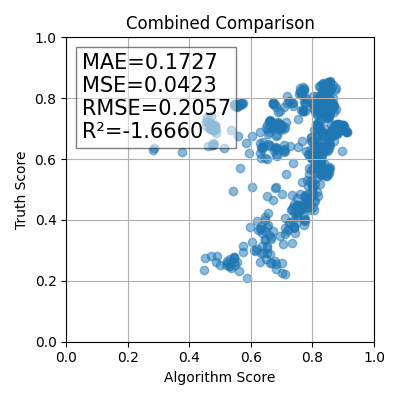 Combined Comparison
MAE=0.1727
MSE=0.0423
RMSE=0.2057
R²=-1.6660
1.0
0.8
0.6
0.4
0.2
0.0
Truth Score
0.0 0.2 0.4 0.6 0.8 1.0
Algorithm Score